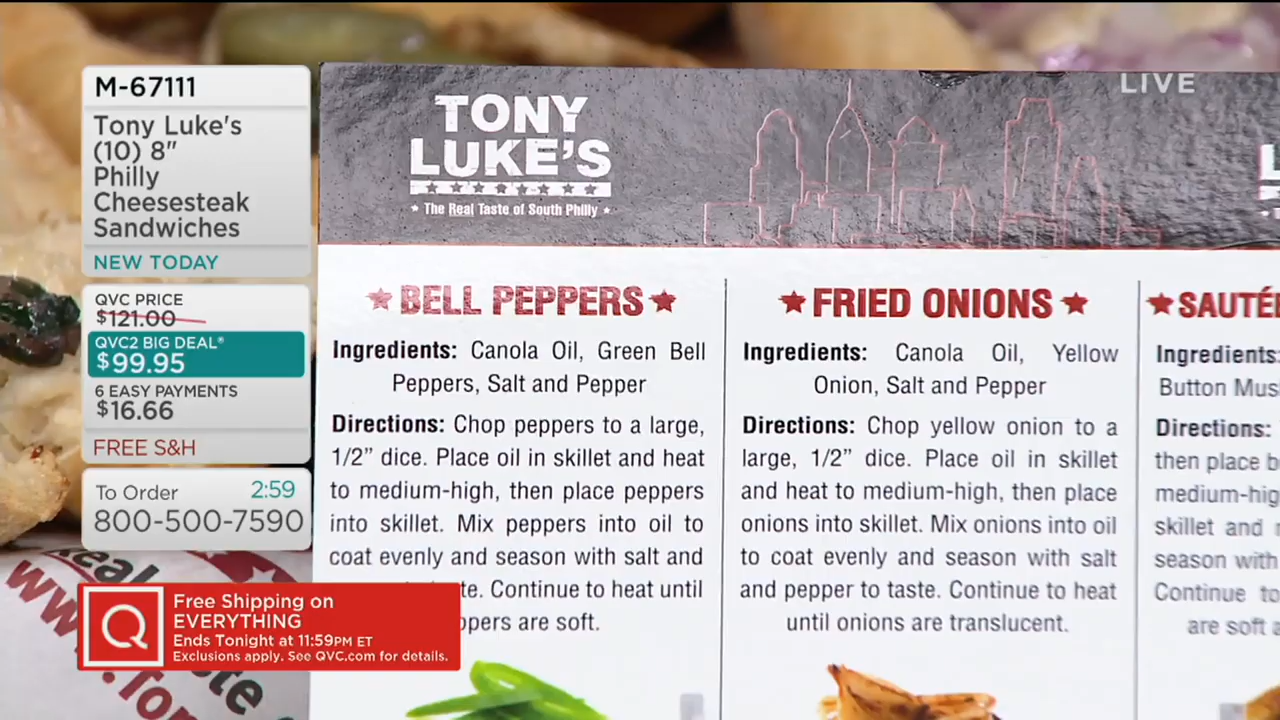 M-67111
Tony Luke's
(10) 8"
Philly
Cheesesteak
Sandwiches
NEW TODAY
QVC PRICE
$121.00
QVC2 BIG DEAL®
$99.95
6 EASY PAYMENTS
$16.66
FREE S&H
To Order 2:59
800-500-7590
Free Shipping on
EVERYTHING
Ends Tonight at 11:59PM ET
Exclusions apply. See QVC.com for details.
LIVE
TONY
LUKE'S
The Real Taste of South Philly
BELL PEPPERS
Ingredients: Canola Oil, Green Bell
Peppers, Salt and Pepper
Directions: Chop peppers to a large,
1/2” dice. Place oil in skillet and heat
to medium-high, then place peppers
into skillet. Mix peppers into oil to
coat evenly and season with salt and
Continue to heat until
are soft.
FRIED ONIONS
Ingredients: Canola Oil, Yellow
Onion, Salt and Pepper
Directions: Chop yellow onion to a
large, 1/2” dice. Place oil in skillet
and heat to medium-high, then place
onions into skillet. Mix onions into oil
to coat evenly and season with salt
and pepper to taste. Continue to heat
until onions are translucent.
SAUTÉ
Ingredients:
Button Mus
Directions:
then place b
medium-hig
skillet and
season with
Continue to
are soft